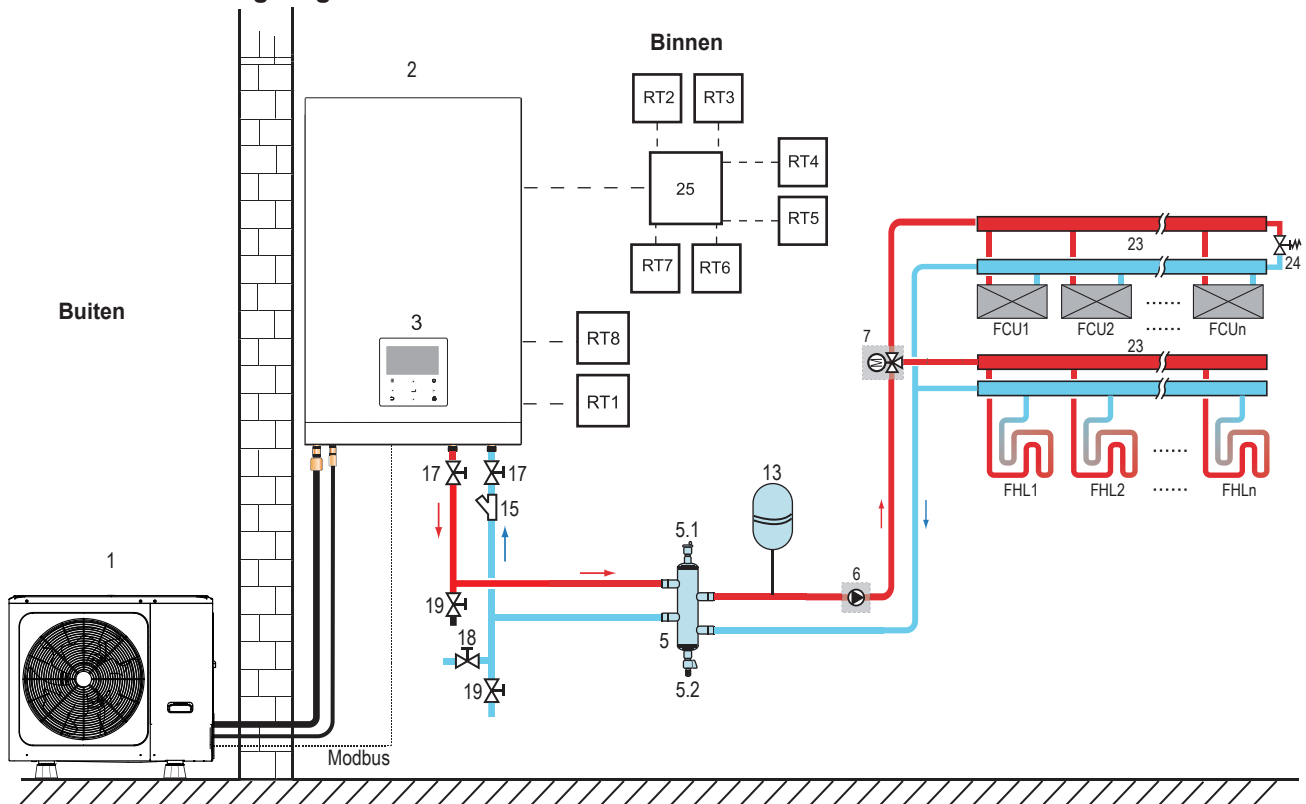 Binnen
2
RT2
RT3
RT4
25
RT5
RT7
RT6
23
24
Buiten
FCU1
FCU2
......
......
FCUn
3
RT8
7
23
RT1
17
17
15
13
FHL1
FHL2
......
......
FHLn
5.1
1
6
19
18
5
19
5.2
Modbus